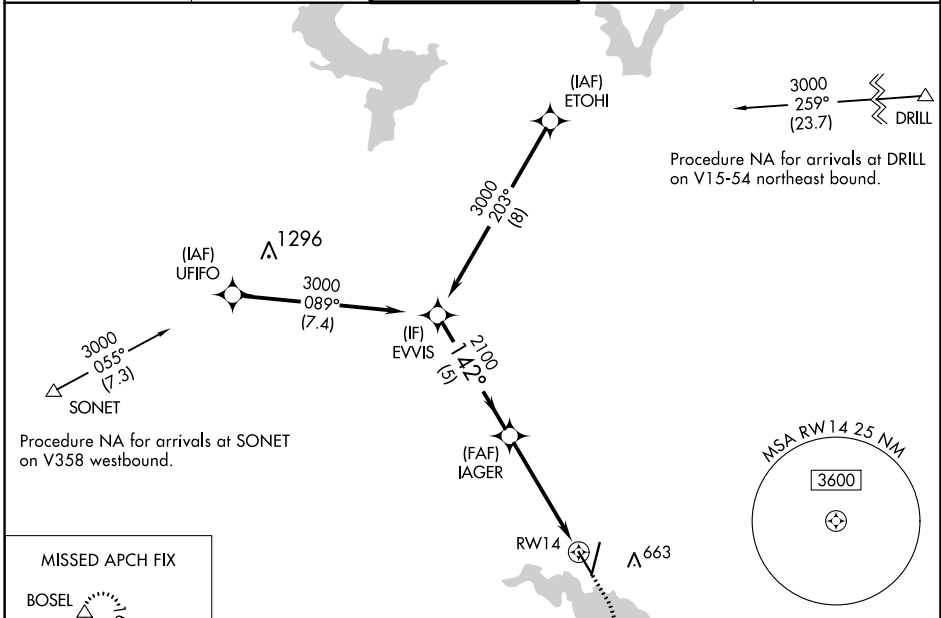 (IAF)
ETOHI
3000
259°
(23.7)
DRILL
Procedure NA for arrivals at DRILL
on V15-54 northeast bound.
3000
203°
(8)
1296
(IAF)
UFIFO
3000
089°
(7.4)
(IF)
EVVIS
2100
142°
(5)
3000
055°
(7.3)
SONET
Procedure NA for arrivals at SONET
on V358 westbound.
(FAF)
IAGER
MSA RW14 25 NM
3600
RW14
663
MISSED APCH FIX
BOSEL